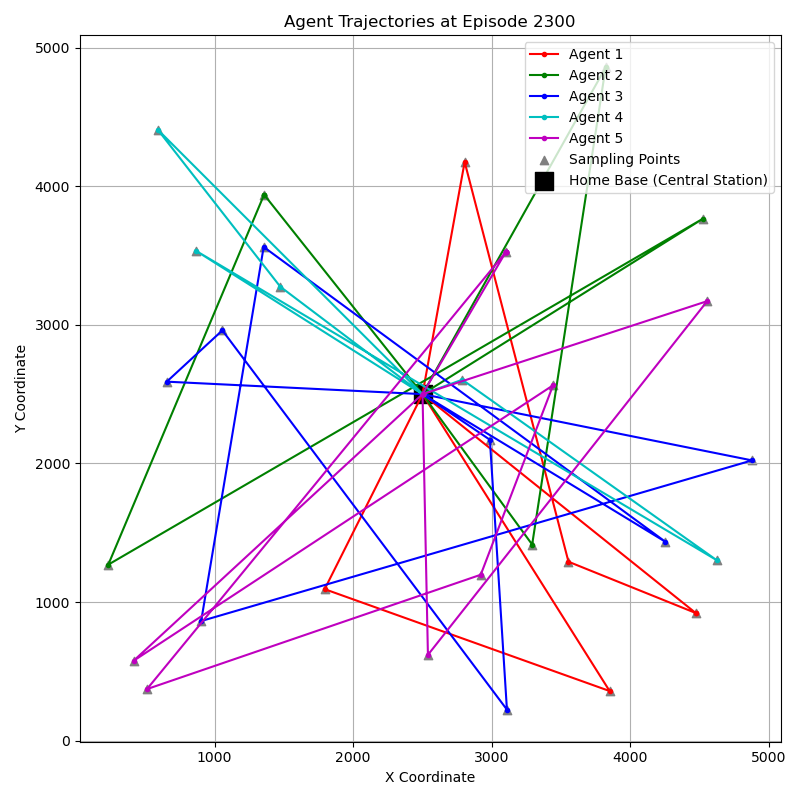 Agent Trajectories at Episode 2300
Agent 1
Agent 2
Agent 3
Agent 4
Agent 5
Sampling Points
Home Base (Central Station)
Y Coordinate
5000
4000
3000
2000
1000
0
1000
2000
3000
4000
5000
X Coordinate